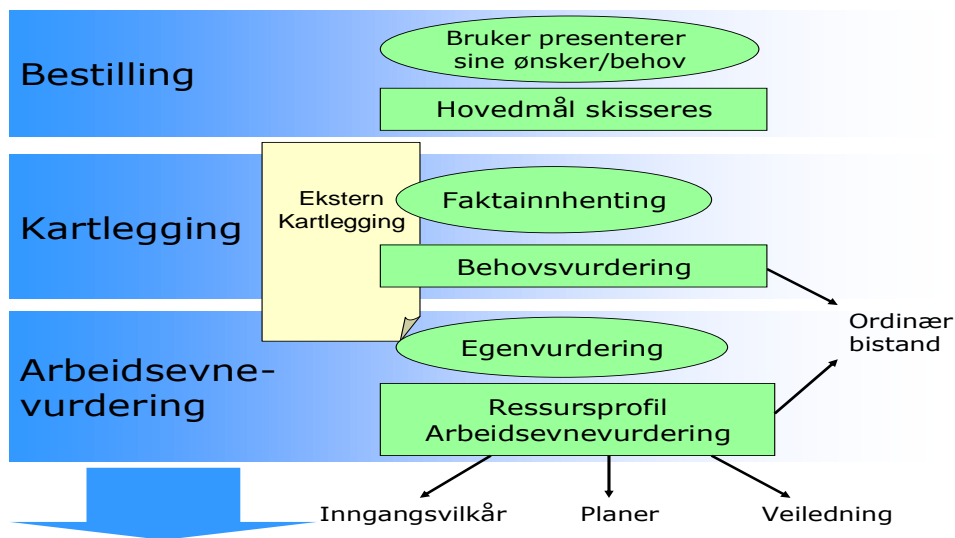 Bestilling
Bruker presenterer
sine ønsker/behov
Hovedmål skisseres
Kartlegging
Ekstern
Kartlegging
Faktainnhenting
Behovsvurdering
Ordinær
bistand
Arbeidsevne-
vurdering
Egenvurdering
Ressursprofil
Arbeidsevnevurdering
Inngangsvilkår
Planer
Veiledning